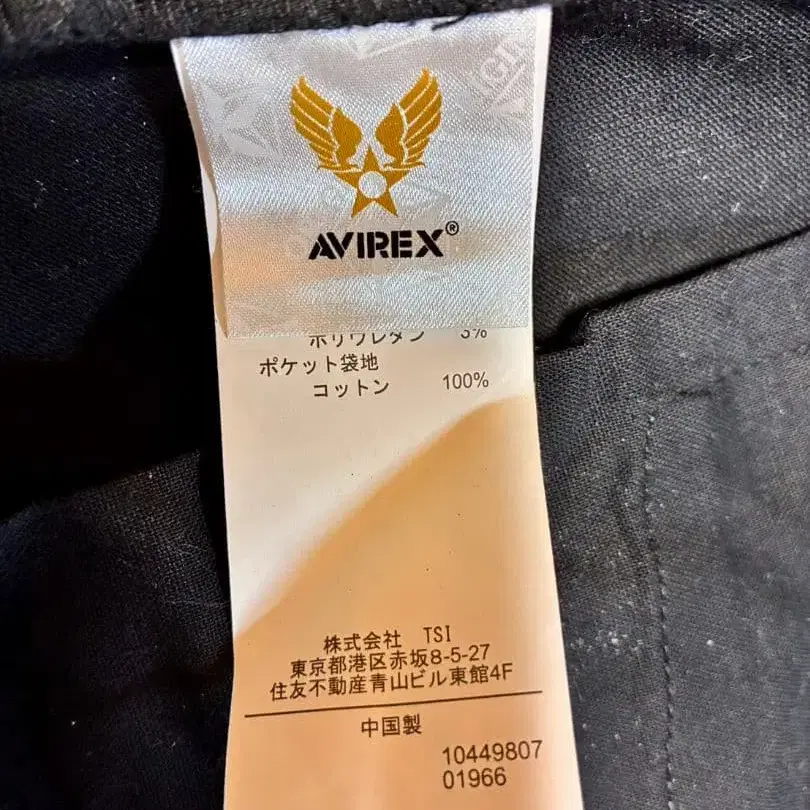 AVIREX®
ポリウレタン 3%
ポケット袋地
コットン 100%
株式会社 TSI
東京都港区赤坂8-5-27
住友不動産青山ビル東館4F
中国製
10449807
01966